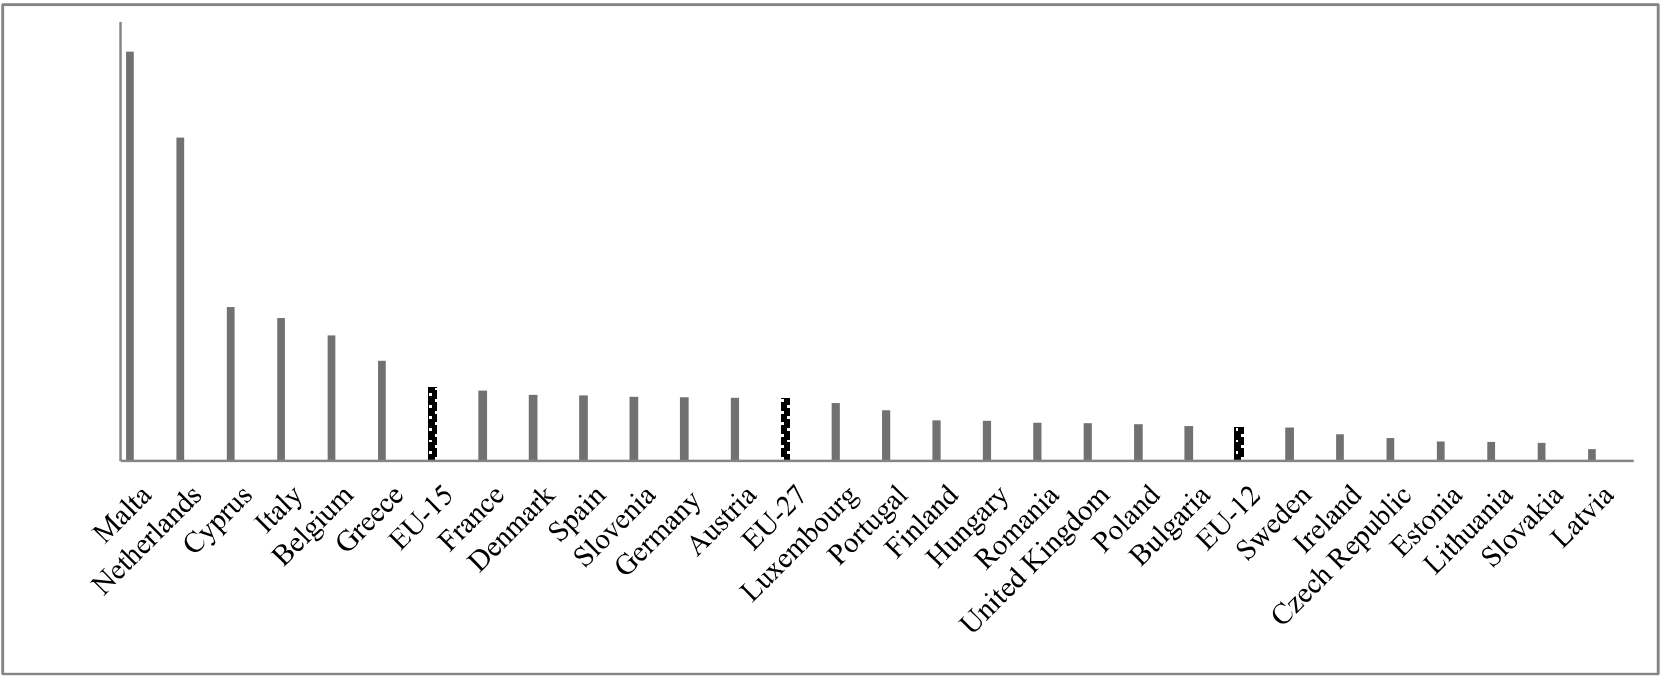 Malta
Netherlands
Cyprus
Italy
Belgium
Greece
EU-15
France
Denmark
Spain
Slovenia
Germany
Austria
EU-27
Luxembourg
Portugal
Finland
Hungary
Romania
United Kingdom
Poland
Bulgaria
EU-12
Sweden
Ireland
Czech Republic
Estonia
Lithuania
Slovakia
Latvia